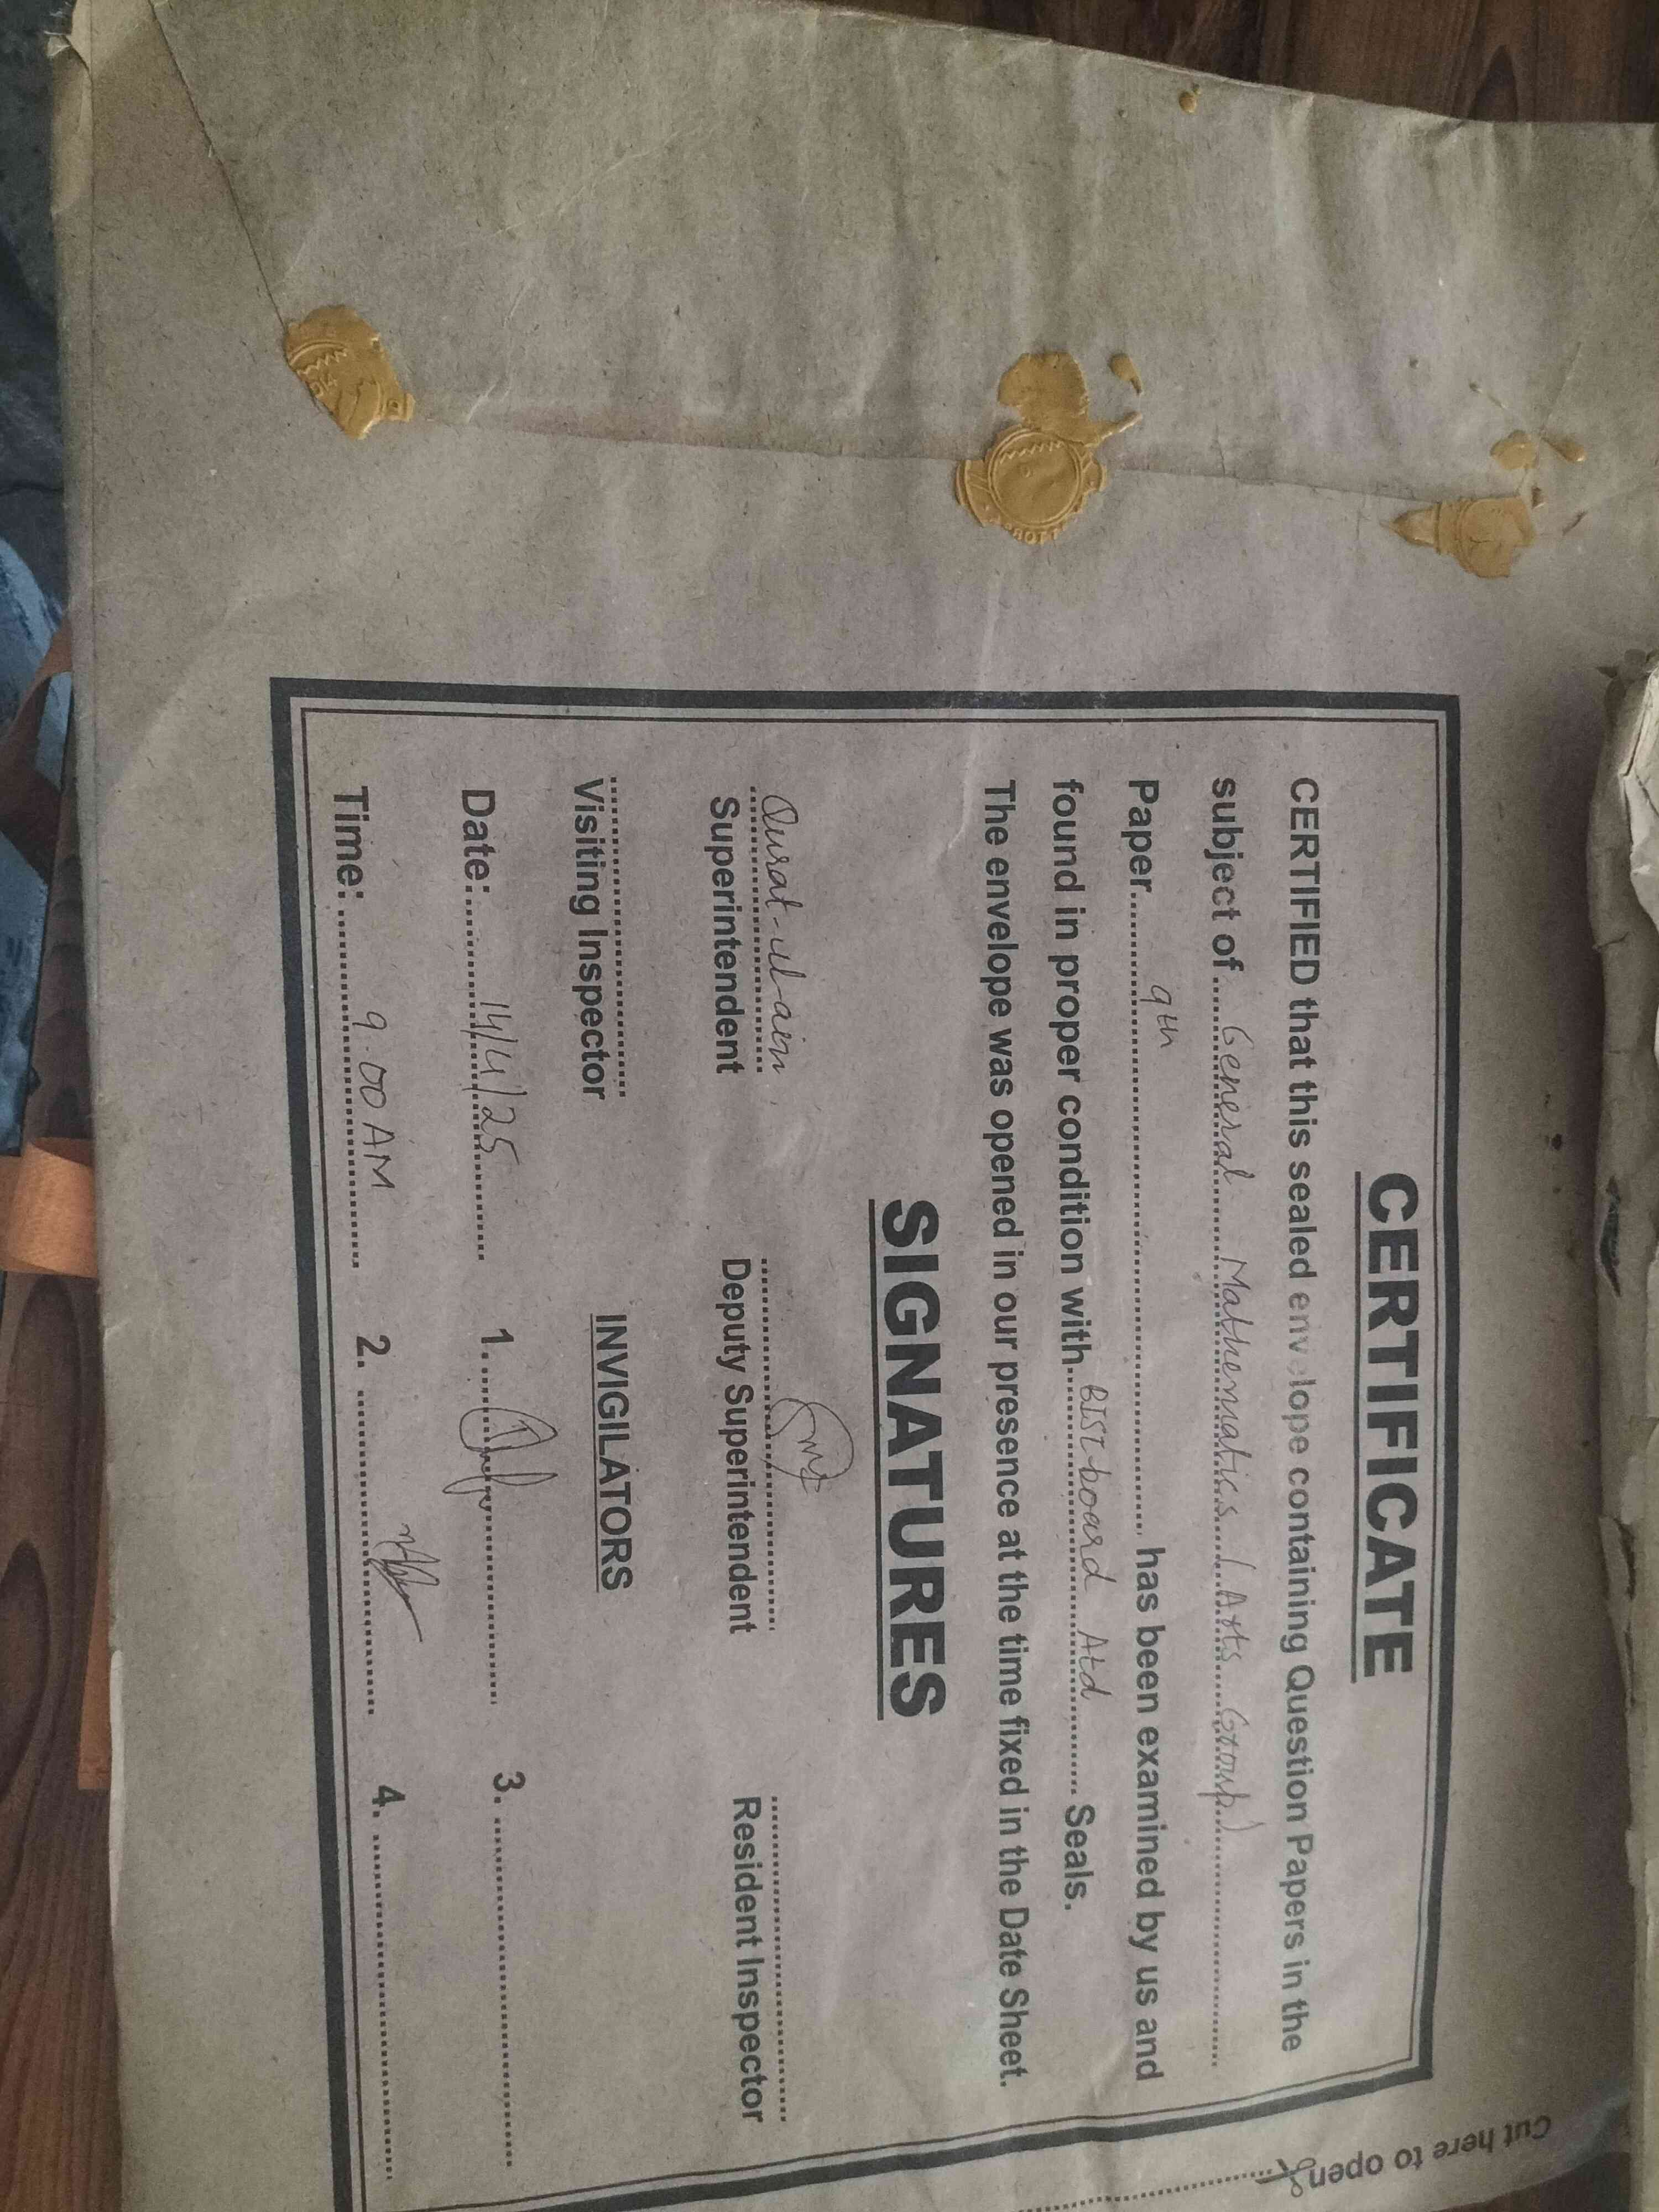 CERTIFICATE
CERTIFIED that this sealed envelope containing Question Papers in the
subject of General Mathematics (Arts Group)
Paper 9th has been examined by us and
found in proper condition with BISE board Atd Seals.
The envelope was opened in our presence at the time fixed in the Date Sheet.
SIGNATURES
Qurat-ul-ain
Superintendent Deputy Superintendent Resident Inspector
Visiting Inspector INVIGILATORS
Date: 14/4/25 1. 3.
Time: 9.00 AM 2. 4.
Cut here to open